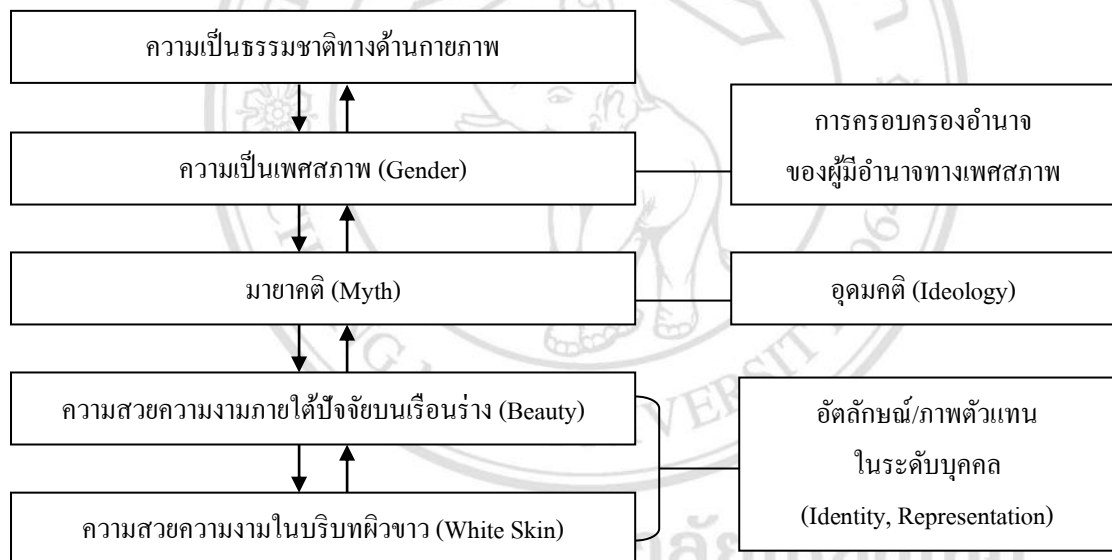 ความเป็นธรรมชาติทางด้านกายภาพ
ความเป็นเพศสภาพ (Gender)
การครอบครองอำนาจ
ของผู้มีอำนาจทางเพศสภาพ
มายาคติ (Myth)
อุดมคติ (Ideology)
ความสวยความงามภายใต้ปัจจัยบนเรือนร่าง (Beauty)
ความสวยความงามในบริบทผิวขาว (White Skin)
อัตลักษณ์/ภาพตัวแทน
ในระดับบุคคล
(Identity, Representation)